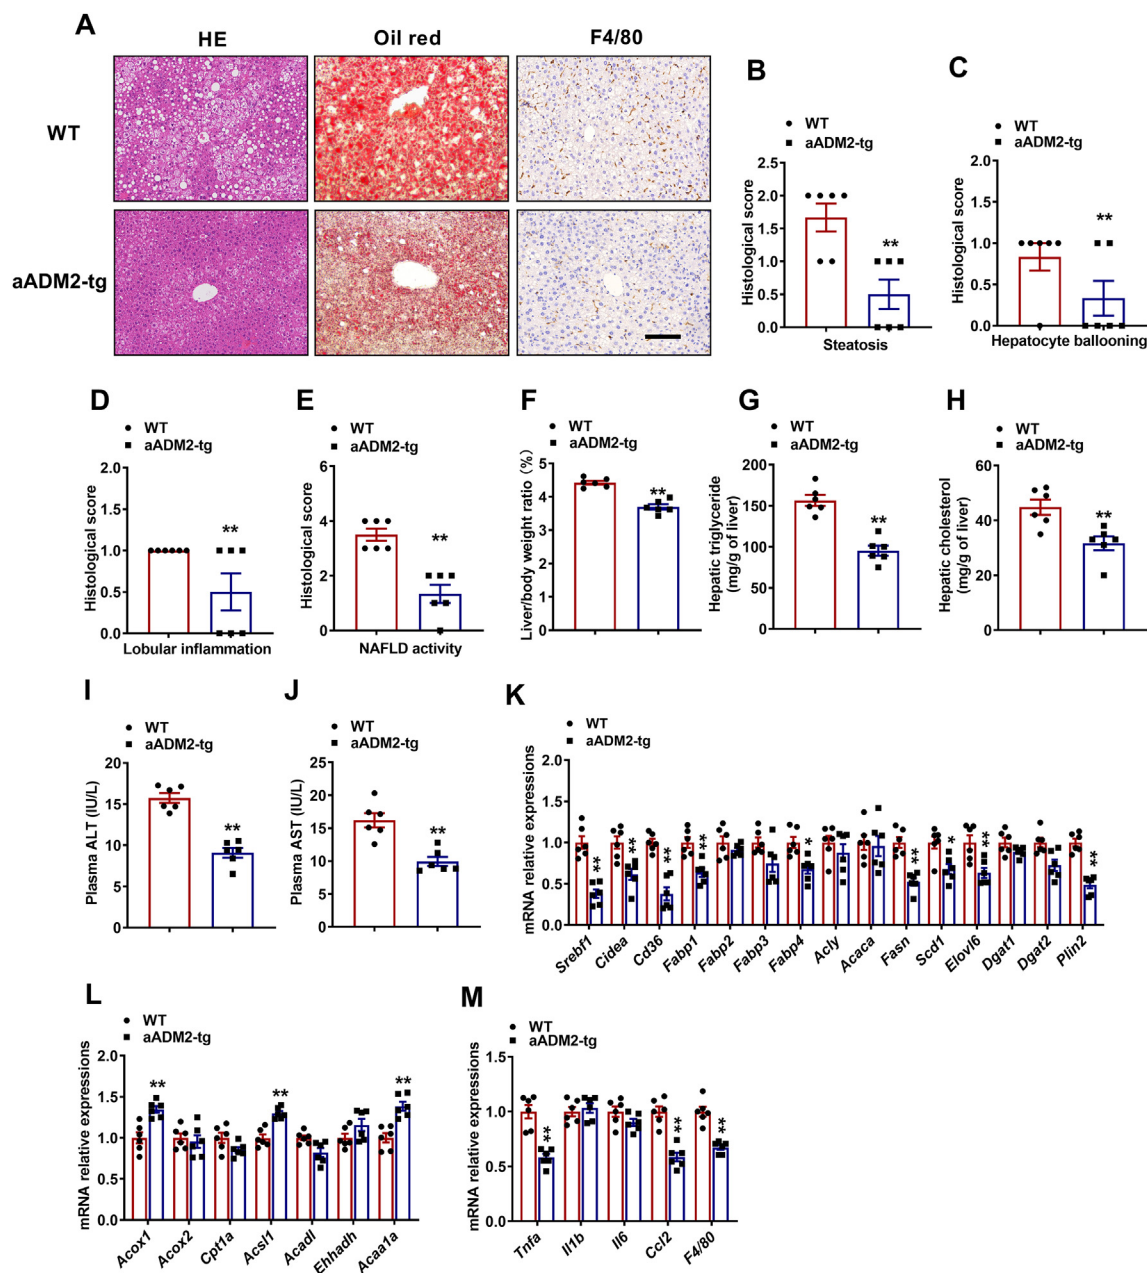 A
HE
Oil red
F4/80
WT
aADM2-tg
B
WT
aADM2-tg
Histological score
2.5
2.0
1.5
1.0
0.5
0.0
**
Steatosis
C
WT
aADM2-tg
Histological score
2.0
1.5
1.0
0.5
0.0
**
Hepatocyte ballooning
D
WT
aADM2-tg
Histological score
2.0
1.5
1.0
0.5
0.0
**
Lobular inflammation
E
WT
aADM2-tg
Histological score
6
4
2
0
**
NAFLD activity
F
WT
aADM2-tg
Liver/body weight ratio (%)
5
4
3
2
1
0
**
G
WT
aADM2-tg
Hepatic triglyceride
(mg/g of liver)
200
150
100
50
0
**
H
WT
aADM2-tg
Hepatic cholesterol
(mg/g of liver)
60
40
20
0
**
I
WT
aADM2-tg
Plasma ALT (IU/L)
20
15
10
5
0
**
J
WT
aADM2-tg
Plasma AST (IU/L)
25
20
15
10
5
0
**
K
WT
aADM2-tg
mRNA relative expressions
2.0
1.5
1.0
0.5
0.0
** ** ** ** * ** * ** **
Srebf1 Cidea Cd36 Fabp1 Fabp2 Fabp3 Fabp4 Acly Acaca Fasn Scd1 Elovl6 Dgat1 Dgat2 Plin2
L
WT
aADM2-tg
mRNA relative expressions
2.0
1.5
1.0
0.5
0.0
** ** **
Acox1 Acox2 Cpt1a Acsl1 Acadl Ehhadh Acaa1a
M
WT
aADM2-tg
mRNA relative expressions
1.5
1.0
0.5
0.0
** ** **
Tnfa Il1b Il6 Ccl2 F4/80